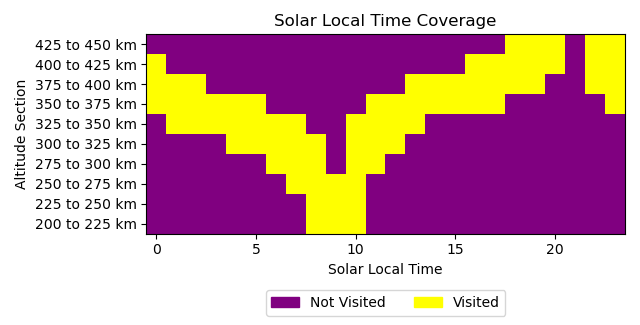 Solar Local Time Coverage
425 to 450 km
400 to 425 km
375 to 400 km
350 to 375 km
325 to 350 km
300 to 325 km
275 to 300 km
250 to 275 km
225 to 250 km
200 to 225 km
Altitude Section
0 5 10 15 20
Solar Local Time
Not Visited Visited